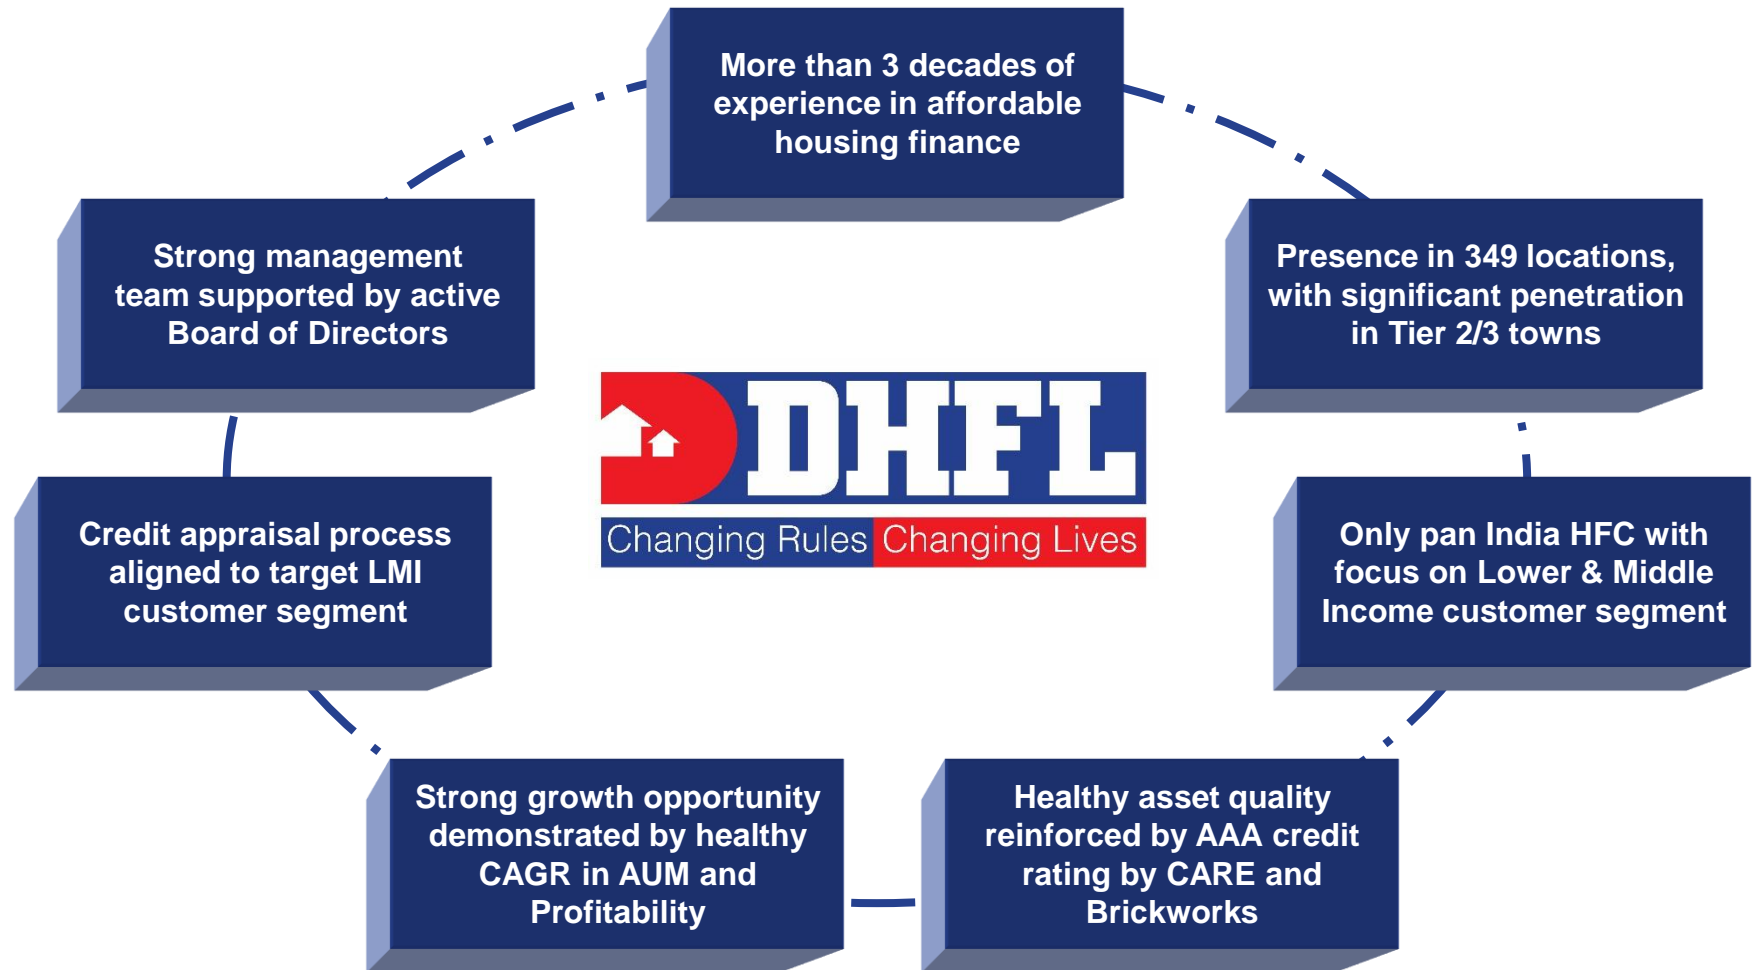 More than 3 decades of
experience in affordable
housing finance
Strong management
team supported by active
Board of Directors
Presence in 349 locations,
with significant penetration
in Tier 2/3 towns
DHFL
Changing Rules Changing Lives
Credit appraisal process
aligned to target LMI
customer segment
Only pan India HFC with
focus on Lower & Middle
Income customer segment
Strong growth opportunity
demonstrated by healthy
CAGR in AUM and
Profitability
Healthy asset quality
reinforced by AAA credit
rating by CARE and
Brickworks